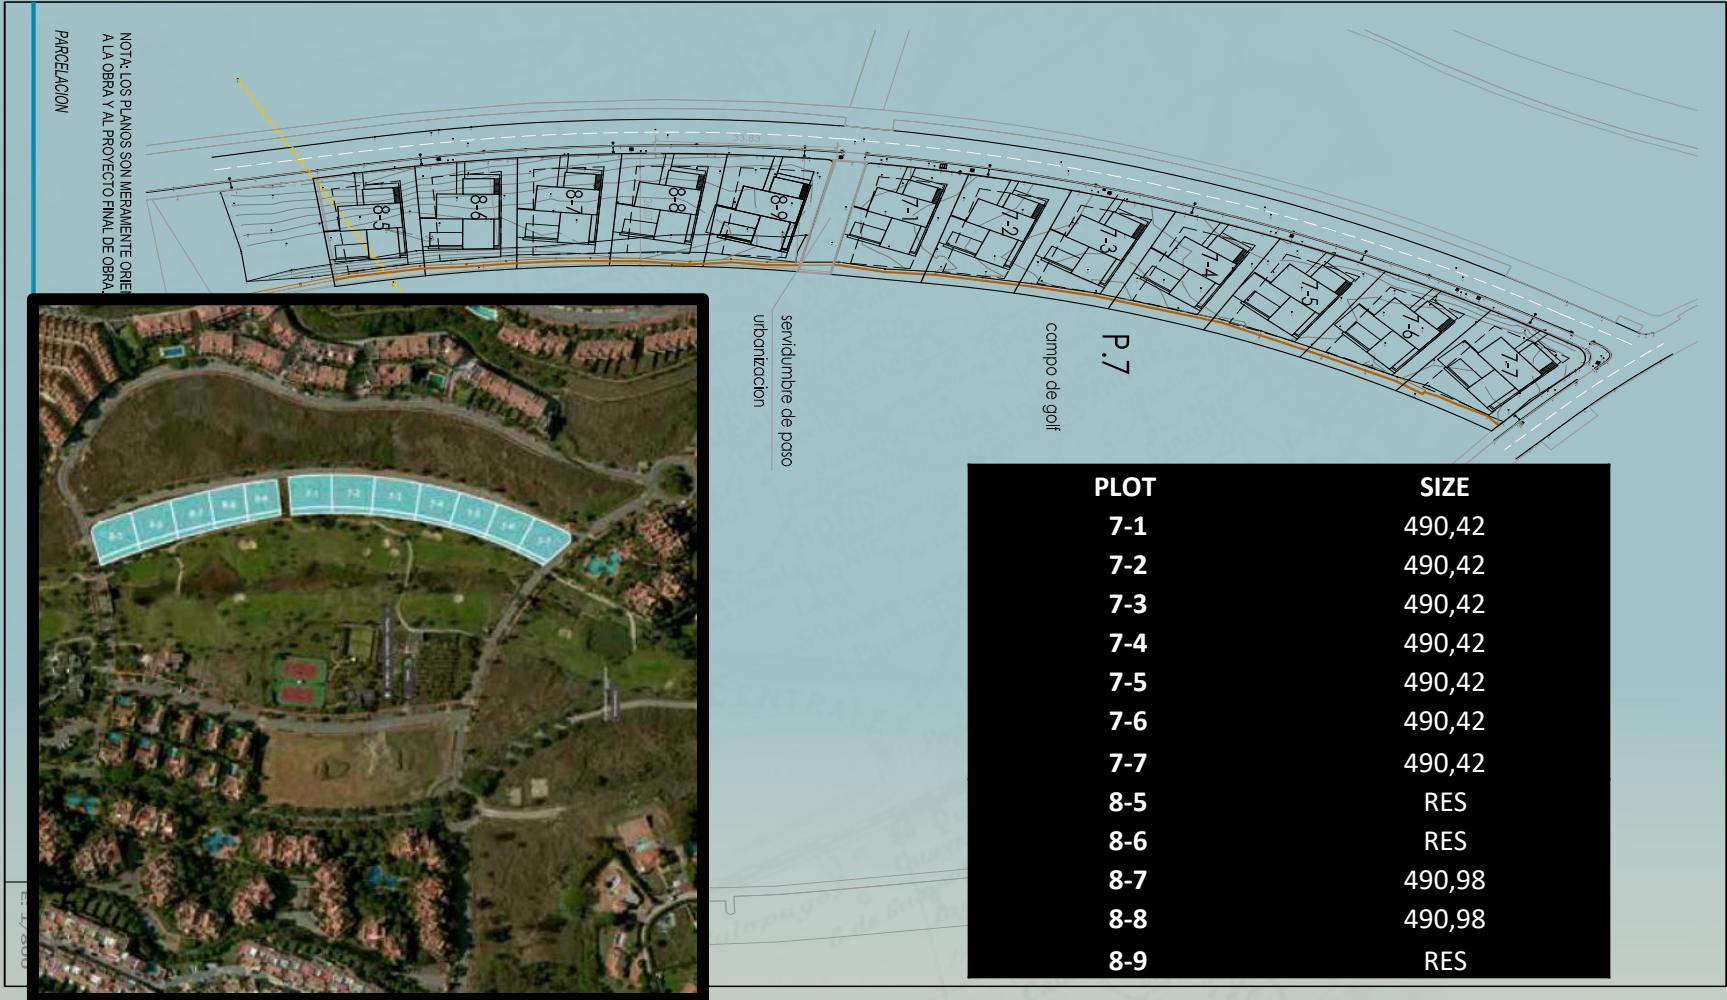 NOTA: LOS PLANOS SON MERAMENTE ORIEN
A LA OBRA Y AL PROYECTO FINAL DE OBRA.
PARCELACION
8-5
8-6
8-7
8-8
8-9
7-1
7-2
7-3
7-4
7-5
7-6
7-7
servidumbre de paso
urbanizacion
campo de golf
P.7
PLOT SIZE
7-1 490,42
7-2 490,42
7-3 490,42
7-4 490,42
7-5 490,42
7-6 490,42
7-7 490,42
8-5 RES
8-6 RES
8-7 490,98
8-8 490,98
8-9 RES
CENTRALE